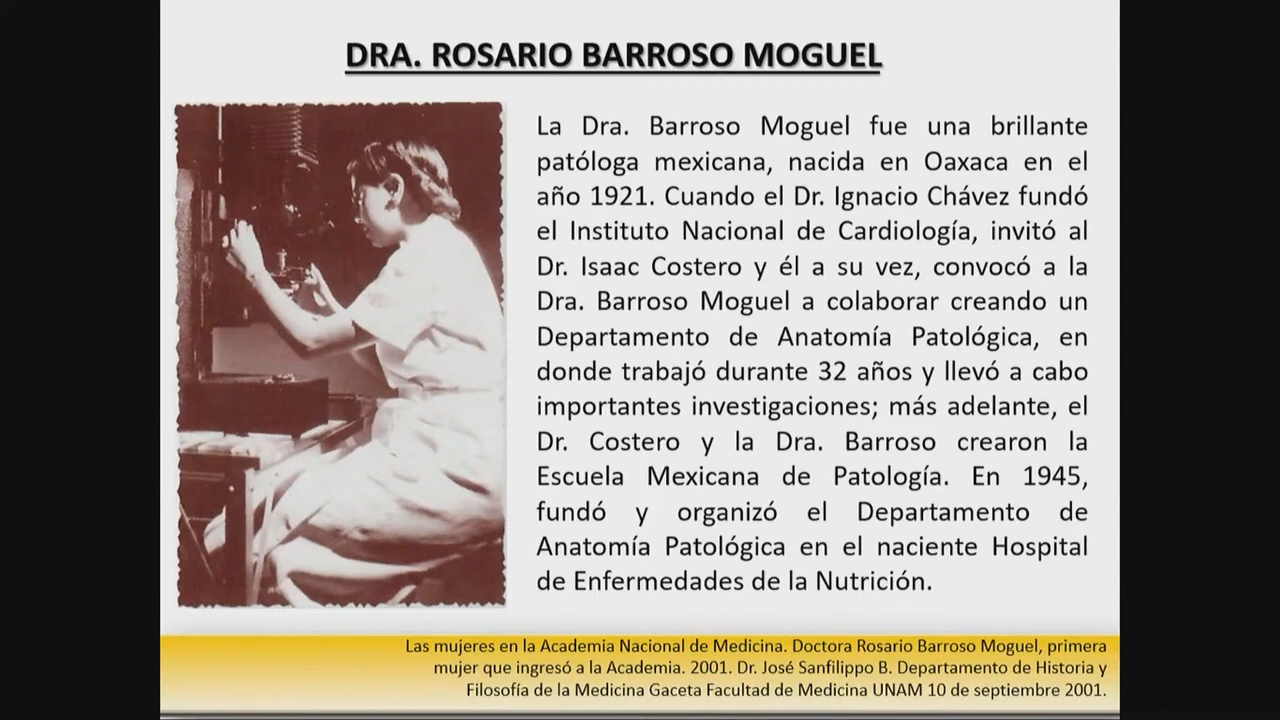 DRA. ROSARIO BARROSO MOGUEL
La Dra. Barroso Moguel fue una brillante
patóloga mexicana, nacida en Oaxaca en el
año 1921. Cuando el Dr. Ignacio Chávez fundó
el Instituto Nacional de Cardiología, invitó al
Dr. Isaac Costero y él a su vez, convocó a la
Dra. Barroso Moguel a colaborar creando un
Departamento de Anatomía Patológica, en
donde trabajó durante 32 años y llevó a cabo
importantes investigaciones; más adelante, el
Dr. Costero y la Dra. Barroso crearon la
Escuela Mexicana de Patología. En 1945,
fundó y organizó el Departamento de
Anatomía Patológica en el naciente Hospital
de Enfermedades de la Nutrición.
Las mujeres en la Academia Nacional de Medicina. Doctora Rosario Barroso Moguel, primera
mujer que ingresó a la Academia. 2001. Dr. José Sanfilippo B. Departamento de Historia y
Filosofía de la Medicina Gaceta Facultad de Medicina UNAM 10 de septiembre 2001.